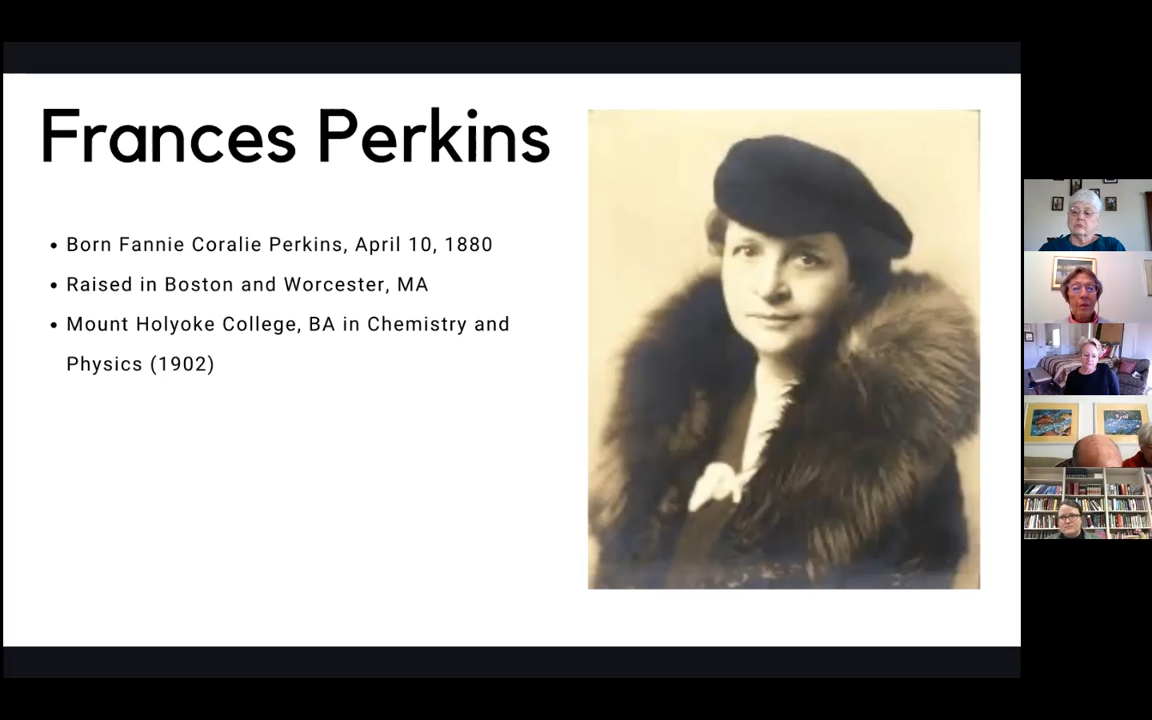 Frances Perkins
• Born Fannie Coralie Perkins, April 10, 1880
• Raised in Boston and Worcester, MA
• Mount Holyoke College, BA in Chemistry and
Physics (1902)